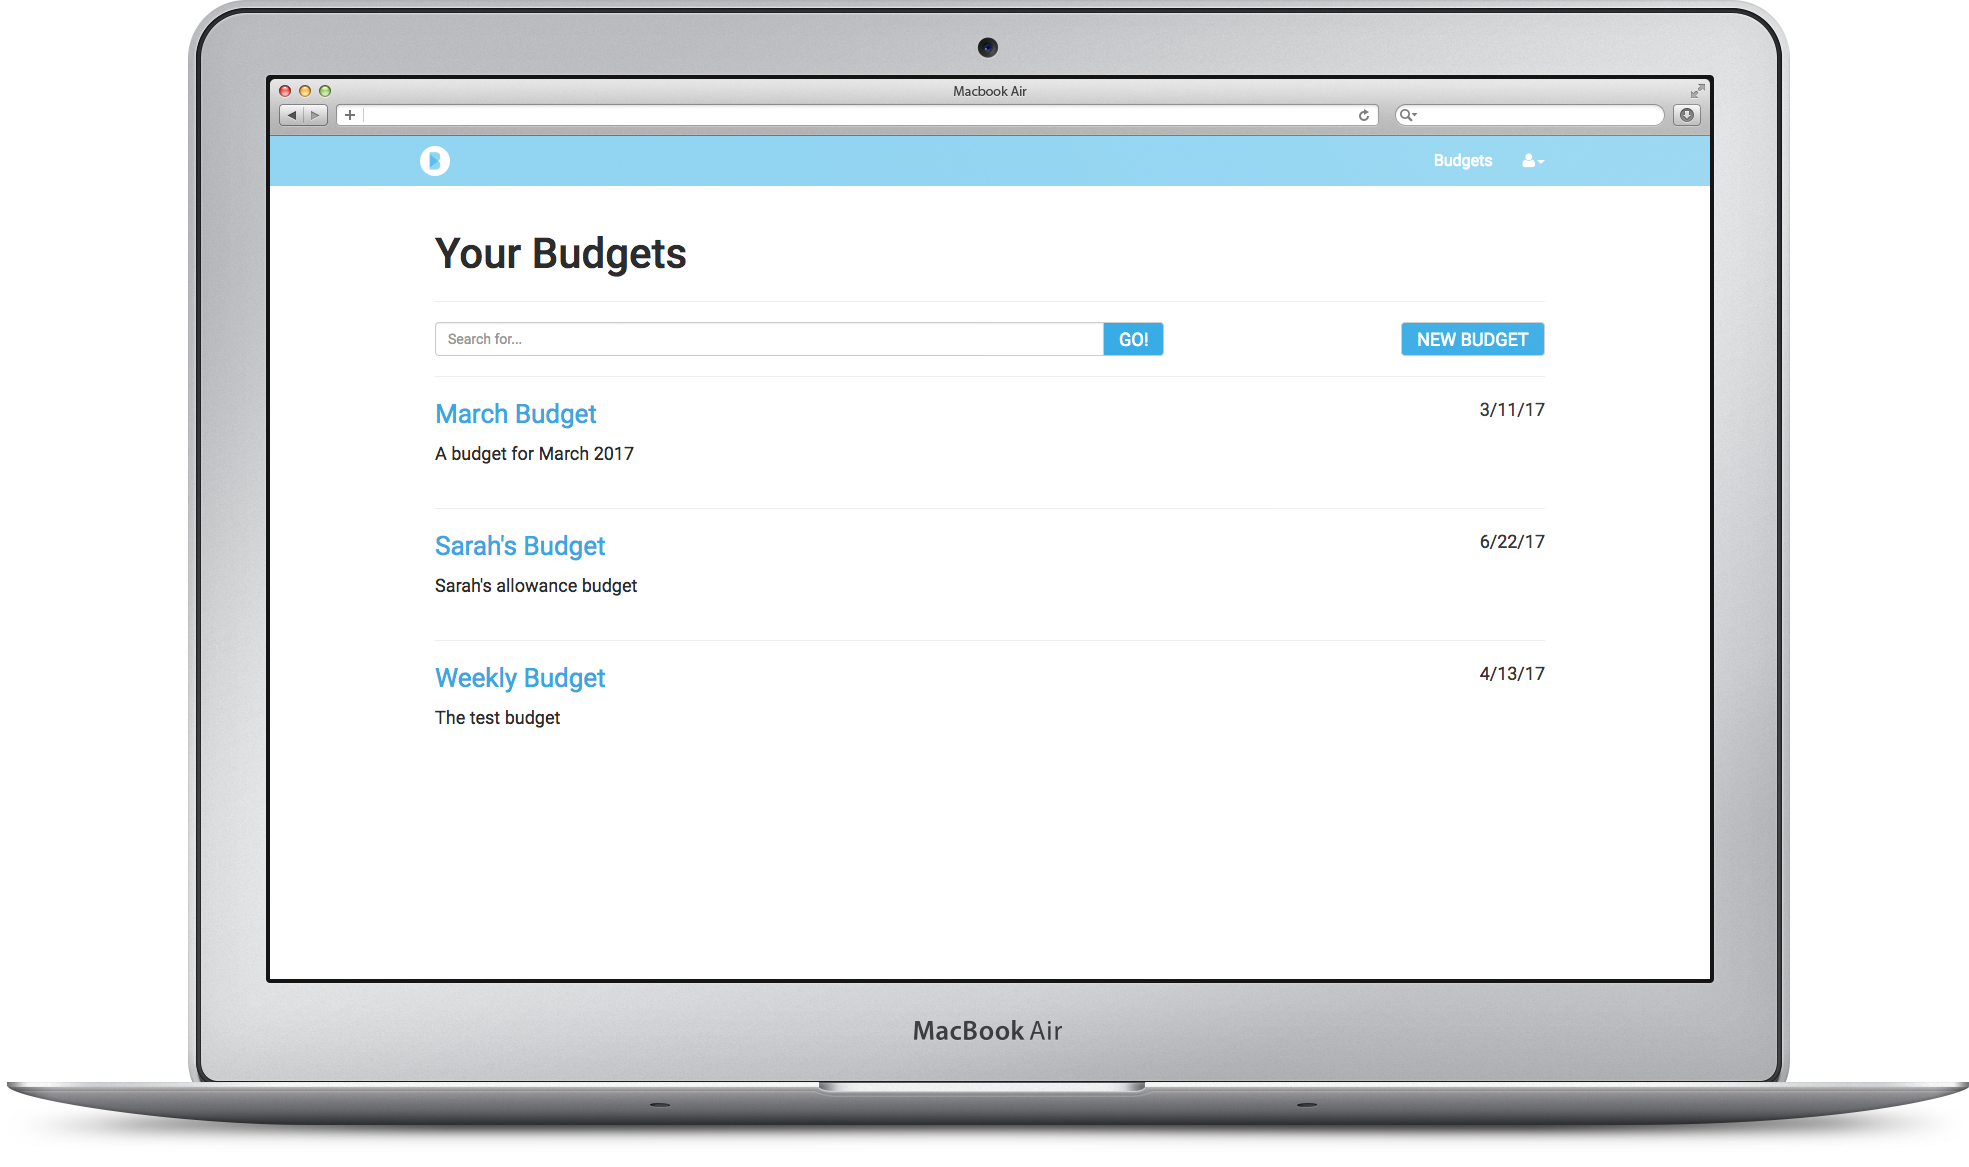 Macbook Air
B
Budgets
Your Budgets
Search for...
GO!
NEW BUDGET
March Budget
3/11/17
A budget for March 2017
Sarah's Budget
6/22/17
Sarah's allowance budget
Weekly Budget
4/13/17
The test budget
MacBook Air